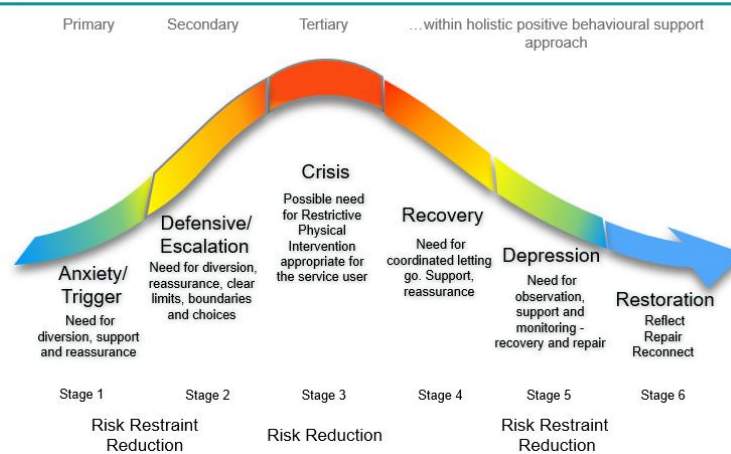 Primary
Secondary
Tertiary
…within holistic positive behavioural support
approach
Anxiety/
Trigger
Need for
diversion, support
and reassurance
Defensive/
Escalation
Need for diversion,
reassurance, clear
limits, boundaries
and choices
Crisis
Possible need
for Restrictive
Physical
Intervention
appropriate for
the service user
Recovery
Need for
coordinated letting
go. Support,
reassurance
Depression
Need for
observation,
support and
monitoring -
recovery and repair
Restoration
Reflect
Repair
Reconnect
Stage 1
Stage 2
Stage 3
Stage 4
Stage 5
Stage 6
Risk Restraint
Reduction
Risk Reduction
Risk Restraint
Reduction